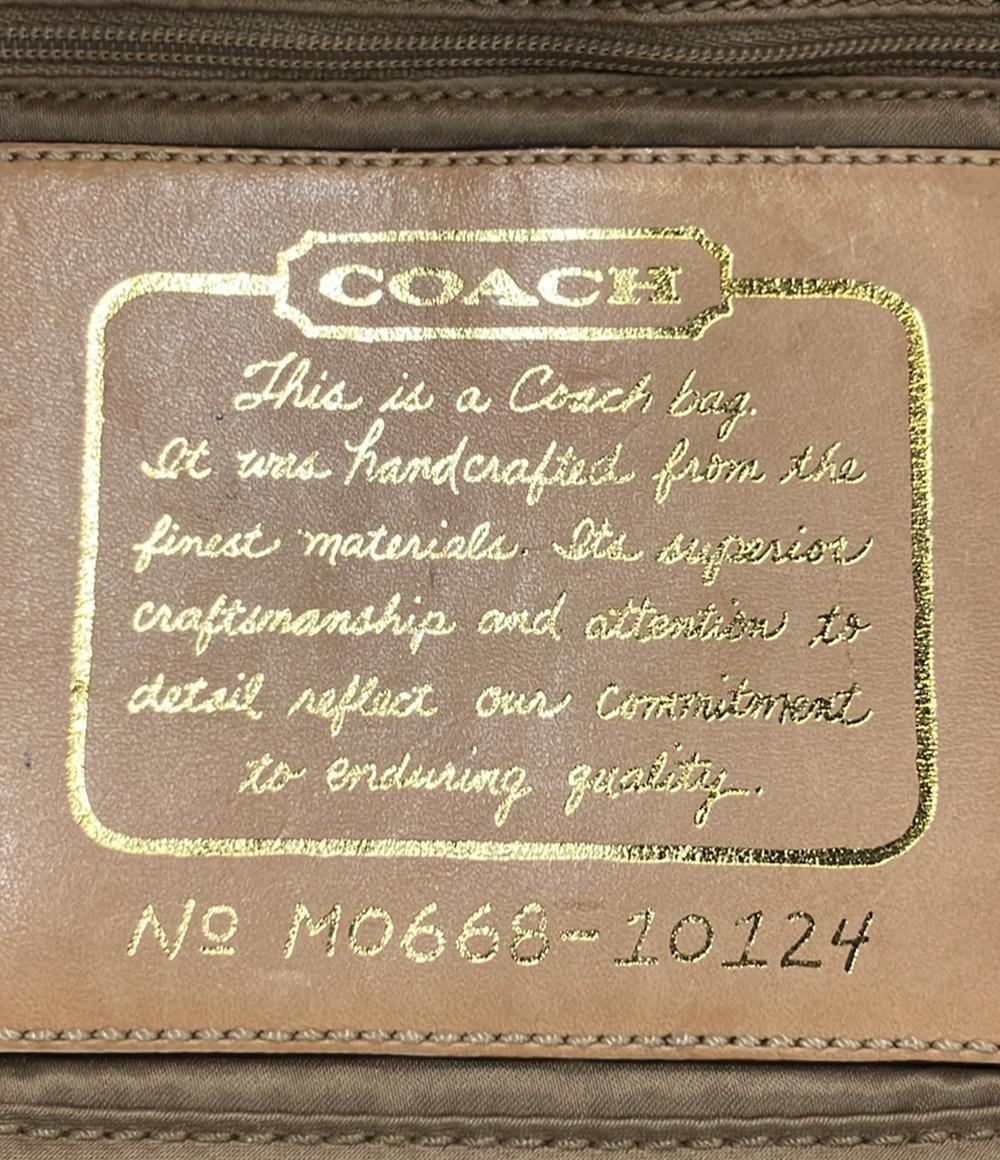 COACH
This is a Coach bag.
It was handcrafted from the
finest materials. Its superior
craftsmanship and attention to
detail reflect our commitment
to enduring quality.
Nº M0668-10124